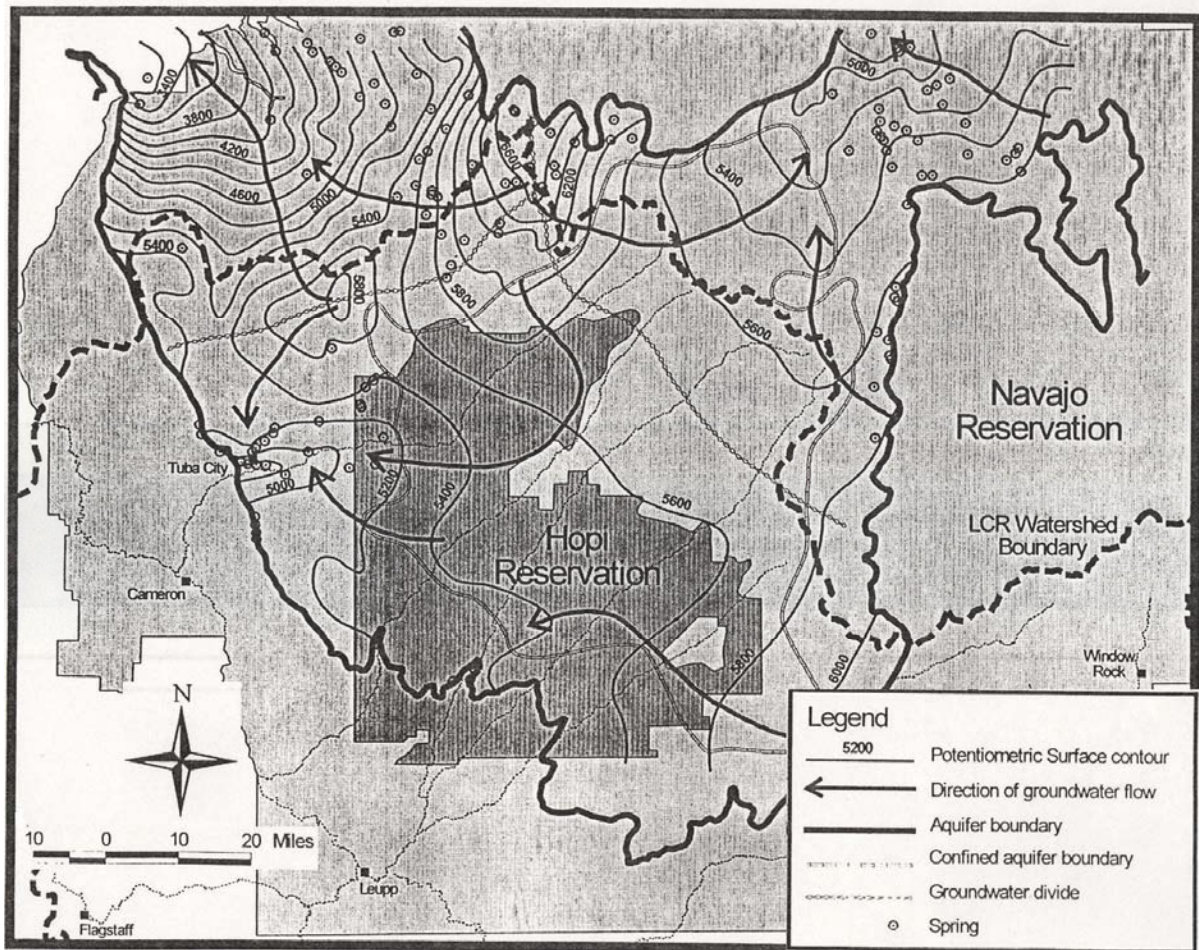 4400
3800
4200
4600
5000
5400
5400
5800
6600
6200
5800
5400
5000
5600
5200
5400
5600
5000
5800
6000
Tuba City
Cameron
Hopi
Reservation
Navajo
Reservation
LCR Watershed
Boundary
Window
Rock
N
10 0 10 20 Miles
Leupp
Flagstaff
Legend
5200
Potentiometric Surface contour
Direction of groundwater flow
Aquifer boundary
Confined aquifer boundary
Groundwater divide
Spring